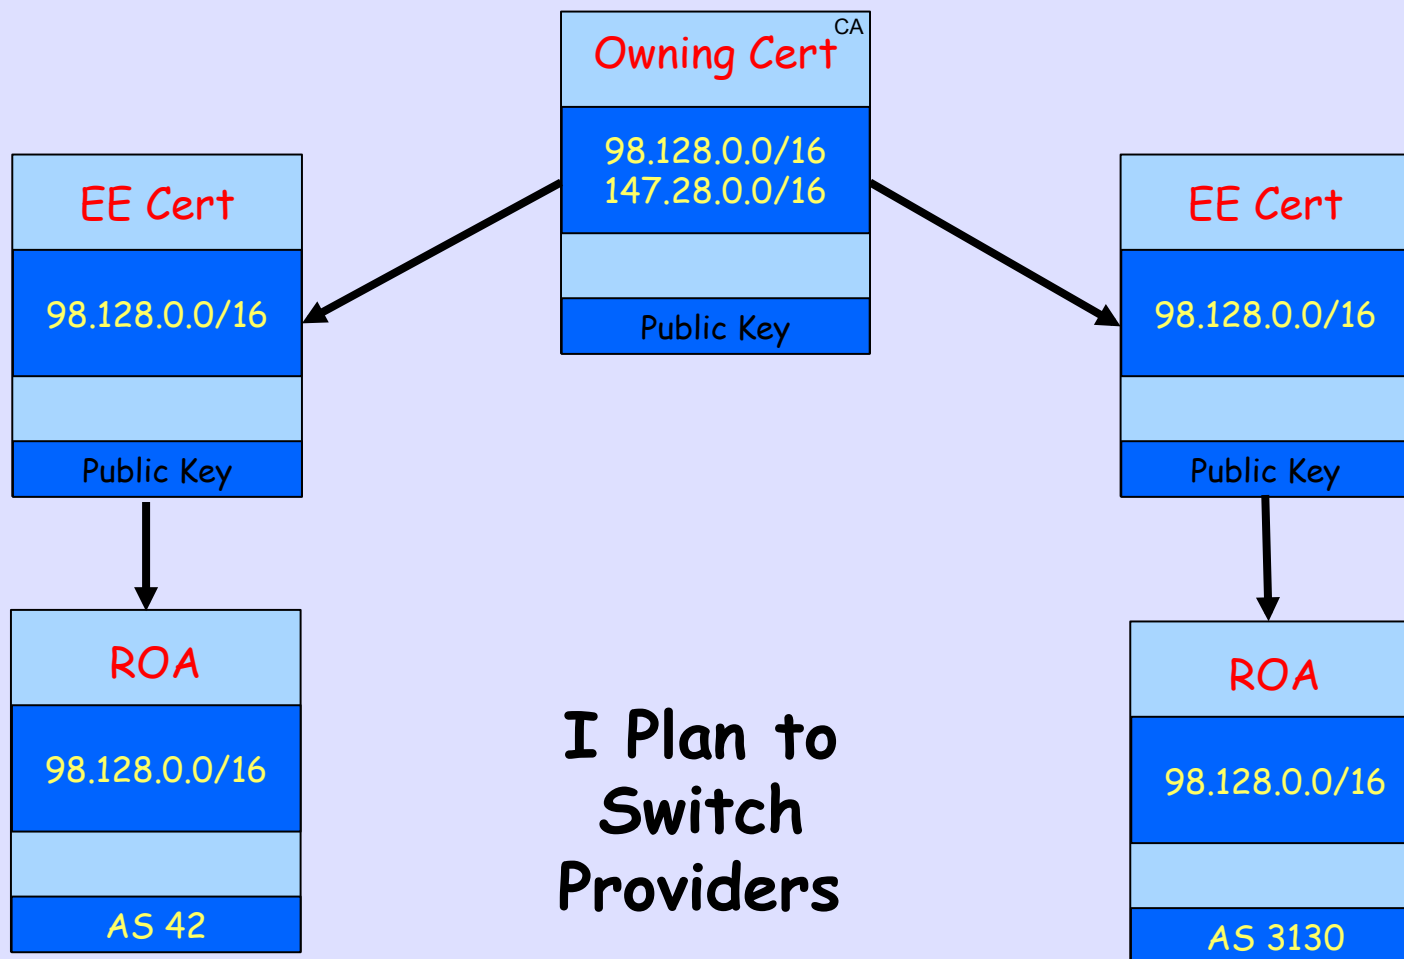 CA
Owning Cert
98.128.0.0/16
147.28.0.0/16
Public Key
EE Cert
98.128.0.0/16
Public Key
EE Cert
98.128.0.0/16
Public Key
ROA
98.128.0.0/16
AS 42
I Plan to
Switch
Providers
ROA
98.128.0.0/16
AS 3130